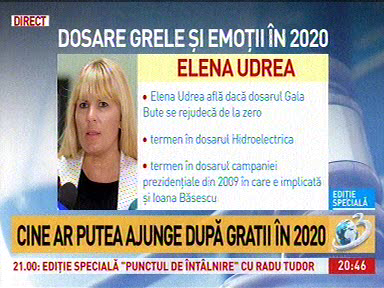 DIRECT
DOSARE GRELE ȘI EMOȚII ÎN 2020
ELENA UDREA
• Elena Udrea află dacă dosarul Gala
Bute se rejudecă de la zero
• termen în dosarul Hidroelectrica
• termen în dosarul campaniei
prezidențiale din 2009 în care e implicată
și Ioana Băsescu
EDIȚIE
SPECIALĂ
CINE AR PUTEA AJUNGE DUPĂ GRATII ÎN 2020
3
21.00: EDIȚIE SPECIALĂ "PUNCTUL DE ÎNTÂLNIRE" CU RADU TUDOR
20:46